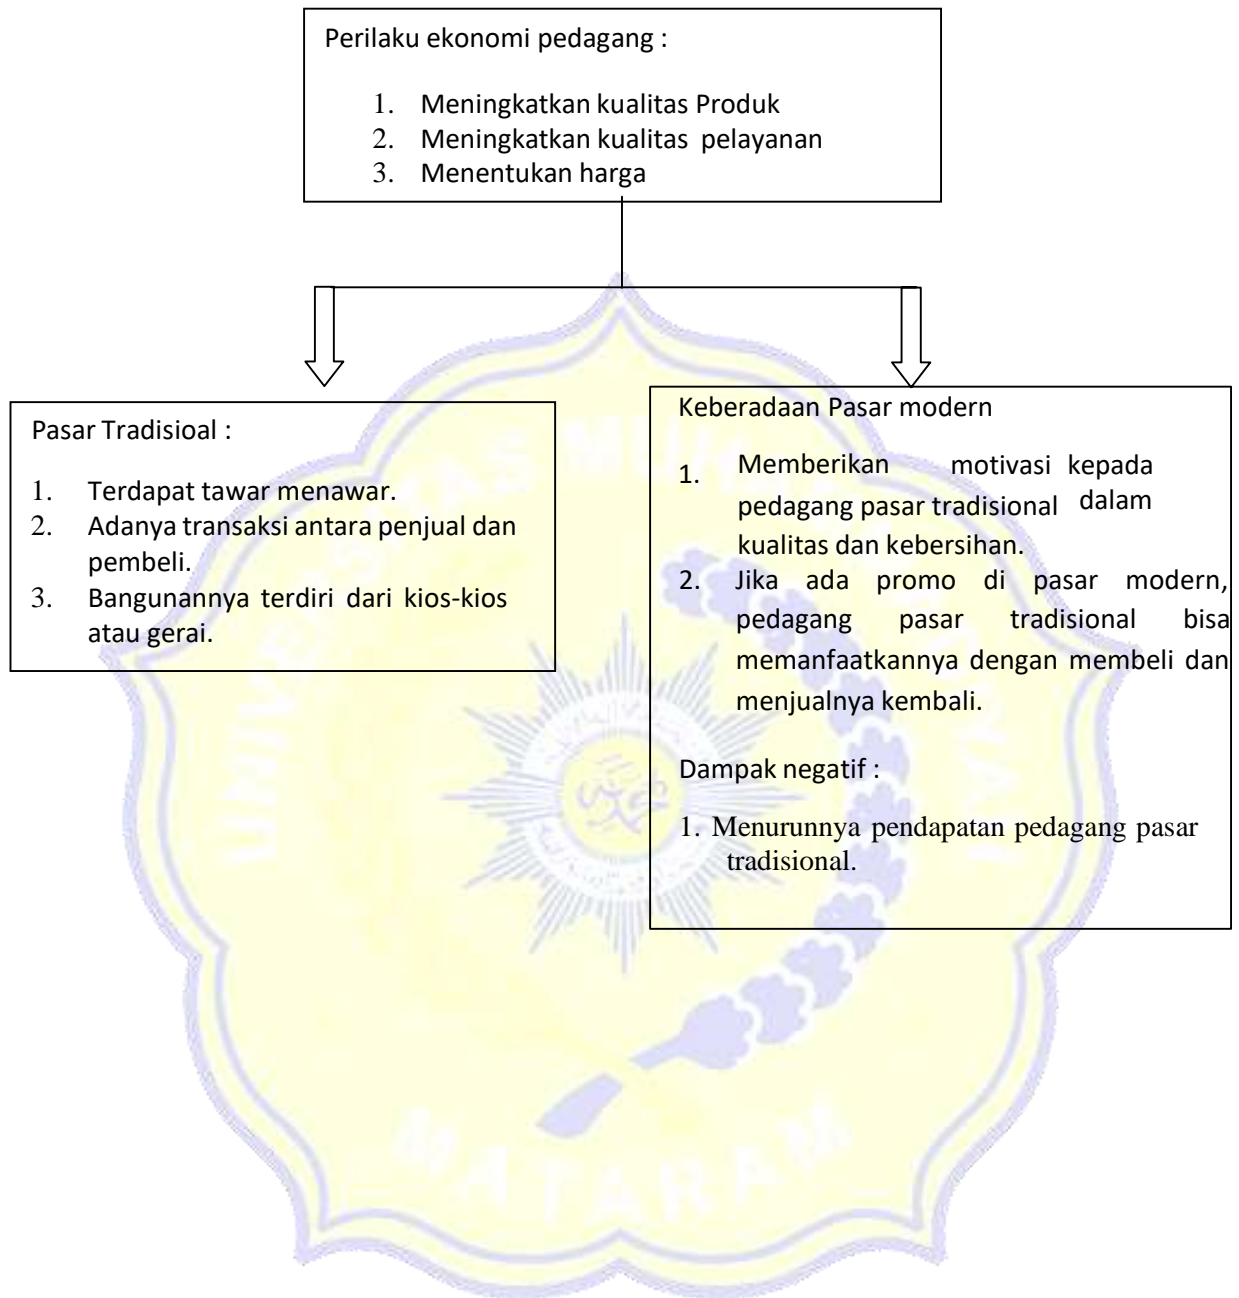 Perilaku ekonomi pedagang :
1. Meningkatkan kualitas Produk
2. Meningkatkan kualitas pelayanan
3. Menentukan harga
Pasar Tradisioal :
1. Terdapat tawar menawar.
2. Adanya transaksi antara penjual dan
pembeli.
3. Bangunannya terdiri dari kios-kios
atau gerai.
Keberadaan Pasar modern
1. Memberikan motivasi kepada
pedagang pasar tradisional dalam
kualitas dan kebersihan.
2. Jika ada promo di pasar modern,
pedagang pasar tradisional bisa
memanfaatkannya dengan membeli dan
menjualnya kembali.
Dampak negatif :
1. Menurunnya pendapatan pedagang pasar
tradisional.
MATARAM